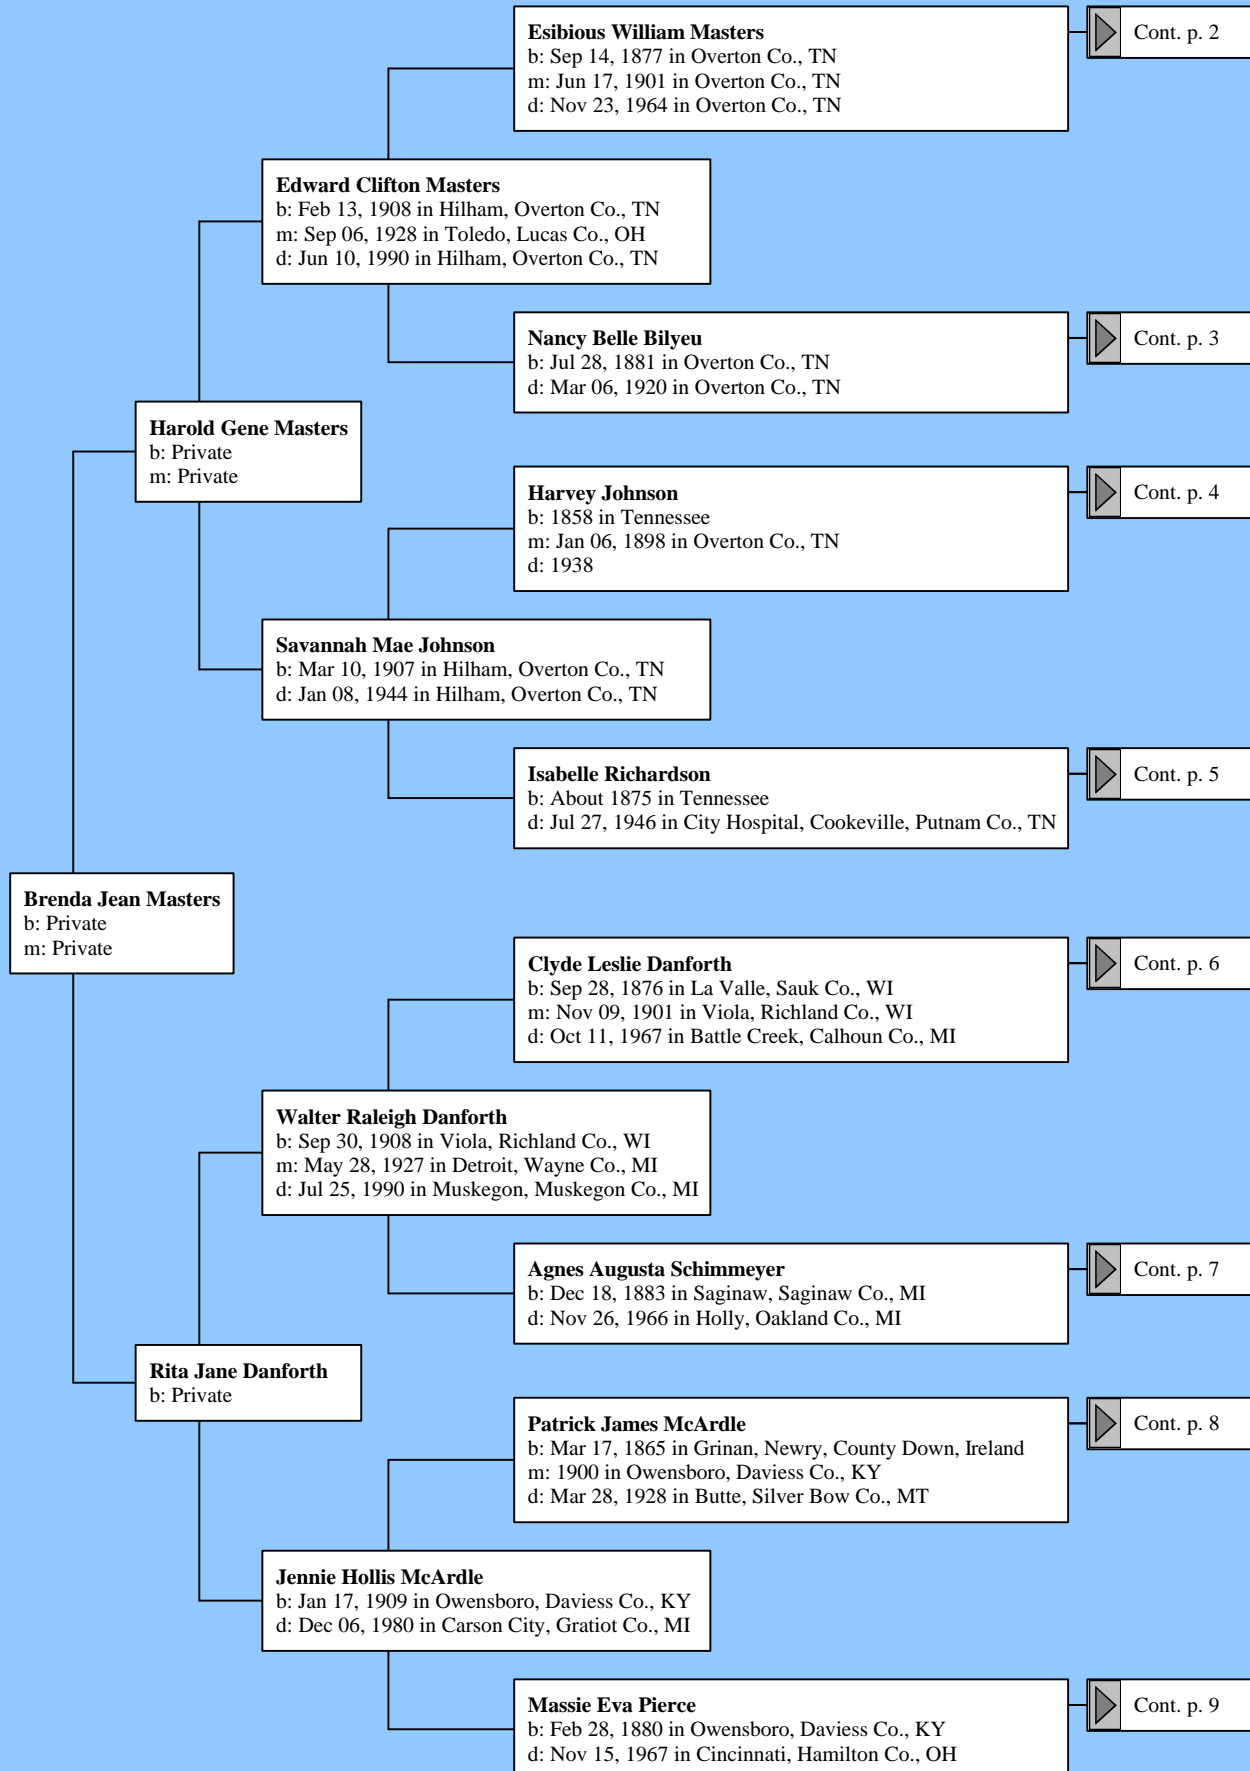 Esibious William Masters
b: Sep 14, 1877 in Overton Co., TN
m: Jun 17, 1901 in Overton Co., TN
d: Nov 23, 1964 in Overton Co., TN
Cont. p. 2
Edward Clifton Masters
b: Feb 13, 1908 in Hilham, Overton Co., TN
m: Sep 06, 1928 in Toledo, Lucas Co., OH
d: Jun 10, 1990 in Hilham, Overton Co., TN
Nancy Belle Bilyeu
b: Jul 28, 1881 in Overton Co., TN
d: Mar 06, 1920 in Overton Co., TN
Cont. p. 3
Harold Gene Masters
b: Private
m: Private
Harvey Johnson
b: 1858 in Tennessee
m: Jan 06, 1898 in Overton Co., TN
d: 1938
Cont. p. 4
Savannah Mae Johnson
b: Mar 10, 1907 in Hilham, Overton Co., TN
d: Jan 08, 1944 in Hilham, Overton Co., TN
Isabelle Richardson
b: About 1875 in Tennessee
d: Jul 27, 1946 in City Hospital, Cookeville, Putnam Co., TN
Cont. p. 5
Brenda Jean Masters
b: Private
m: Private
Clyde Leslie Danforth
b: Sep 28, 1876 in La Valle, Sauk Co., WI
m: Nov 09, 1901 in Viola, Richland Co., WI
d: Oct 11, 1967 in Battle Creek, Calhoun Co., MI
Cont. p. 6
Walter Raleigh Danforth
b: Sep 30, 1908 in Viola, Richland Co., WI
m: May 28, 1927 in Detroit, Wayne Co., MI
d: Jul 25, 1990 in Muskegon, Muskegon Co., MI
Agnes Augusta Schimmeyer
b: Dec 18, 1883 in Saginaw, Saginaw Co., MI
d: Nov 26, 1966 in Holly, Oakland Co., MI
Cont. p. 7
Rita Jane Danforth
b: Private
Patrick James McArdle
b: Mar 17, 1865 in Grinan, Newry, County Down, Ireland
m: 1900 in Owensboro, Daviess Co., KY
d: Mar 28, 1928 in Butte, Silver Bow Co., MT
Cont. p. 8
Jennie Hollis McArdle
b: Jan 17, 1909 in Owensboro, Daviess Co., KY
d: Dec 06, 1980 in Carson City, Gratiot Co., MI
Massie Eva Pierce
b: Feb 28, 1880 in Owensboro, Daviess Co., KY
d: Nov 15, 1967 in Cincinnati, Hamilton Co., OH
Cont. p. 9